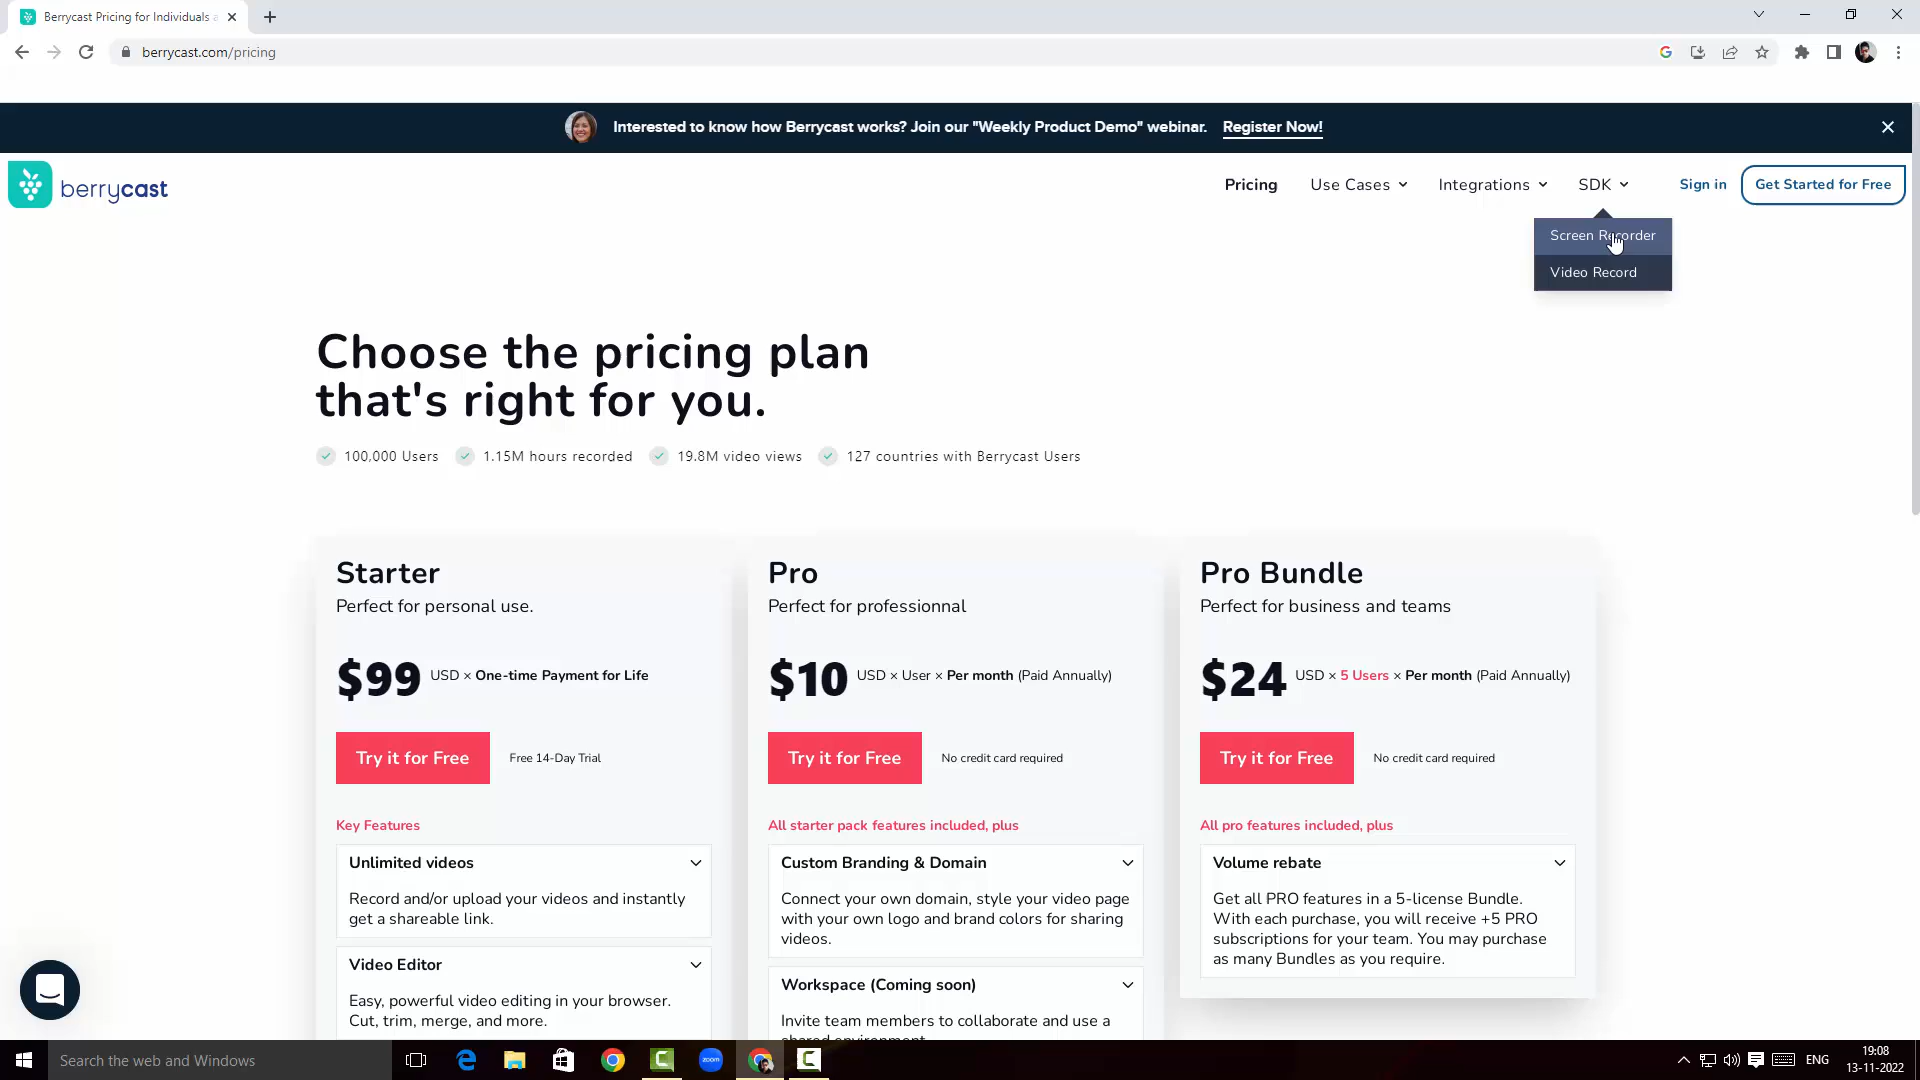 Berrycast Pricing for Individuals a
berrycast.com/pricing
Interested to know how Berrycast works? Join our "Weekly Product Demo" webinar. Register Now!
berrycast
Pricing
Use Cases
Integrations
SDK
Sign in
Get Started for Free
Screen Recorder
Video Record
Choose the pricing plan
that's right for you.
100,000 Users
1.15M hours recorded
19.8M video views
127 countries with Berrycast Users
Starter
Perfect for personal use.
$99 USD × One-time Payment for Life
Try it for Free
Free 14-Day Trial
Key Features
Unlimited videos
Record and/or upload your videos and instantly
get a shareable link.
Video Editor
Easy, powerful video editing in your browser.
Cut, trim, merge, and more.
Pro
Perfect for professionnal
$10 USD × User × Per month (Paid Annually)
Try it for Free
No credit card required
All starter pack features included, plus
Custom Branding & Domain
Connect your own domain, style your video page
with your own logo and brand colors for sharing
videos.
Workspace (Coming soon)
Invite team members to collaborate and use a
shared environment
Pro Bundle
Perfect for business and teams
$24 USD × 5 Users × Per month (Paid Annually)
Try it for Free
No credit card required
All pro features included, plus
Volume rebate
Get all PRO features in a 5-license Bundle.
With each purchase, you will receive +5 PRO
subscriptions for your team. You may purchase
as many Bundles as you require.
Search the web and Windows
zoom
ENG
19:08
13-11-2022